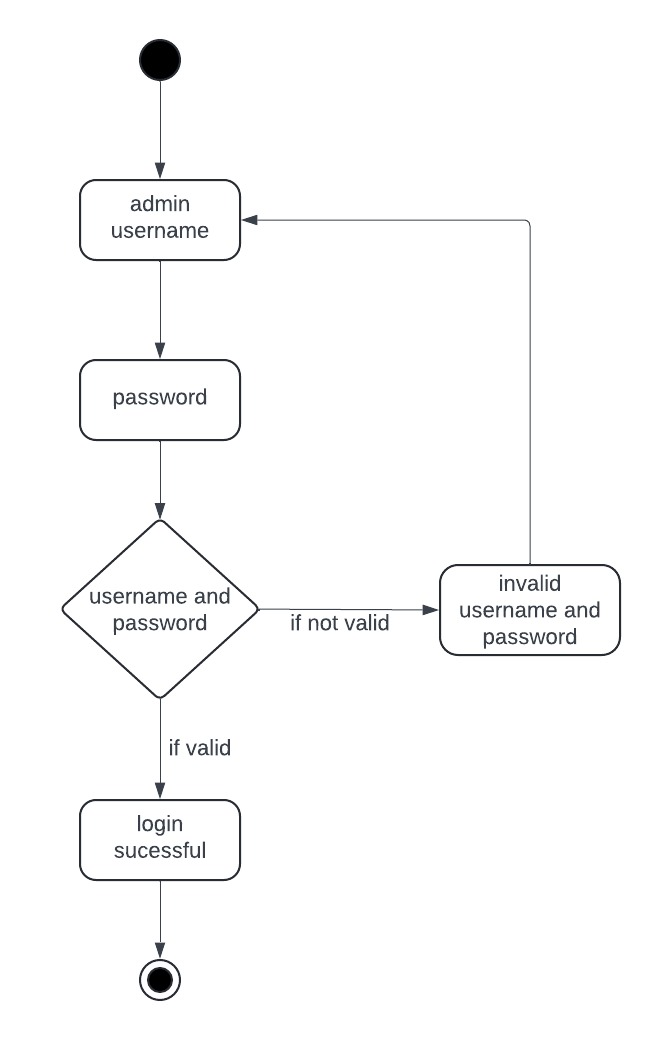 admin
username
password
username and
password
if not valid
invalid
username and
password
if valid
login
sucessful